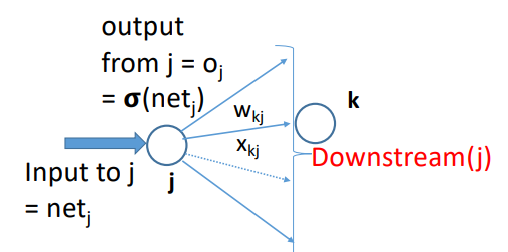 output
from j = oj
= σ(netj)
wkj
k
xkj
Downstream(j)
Input to j
j
= netj